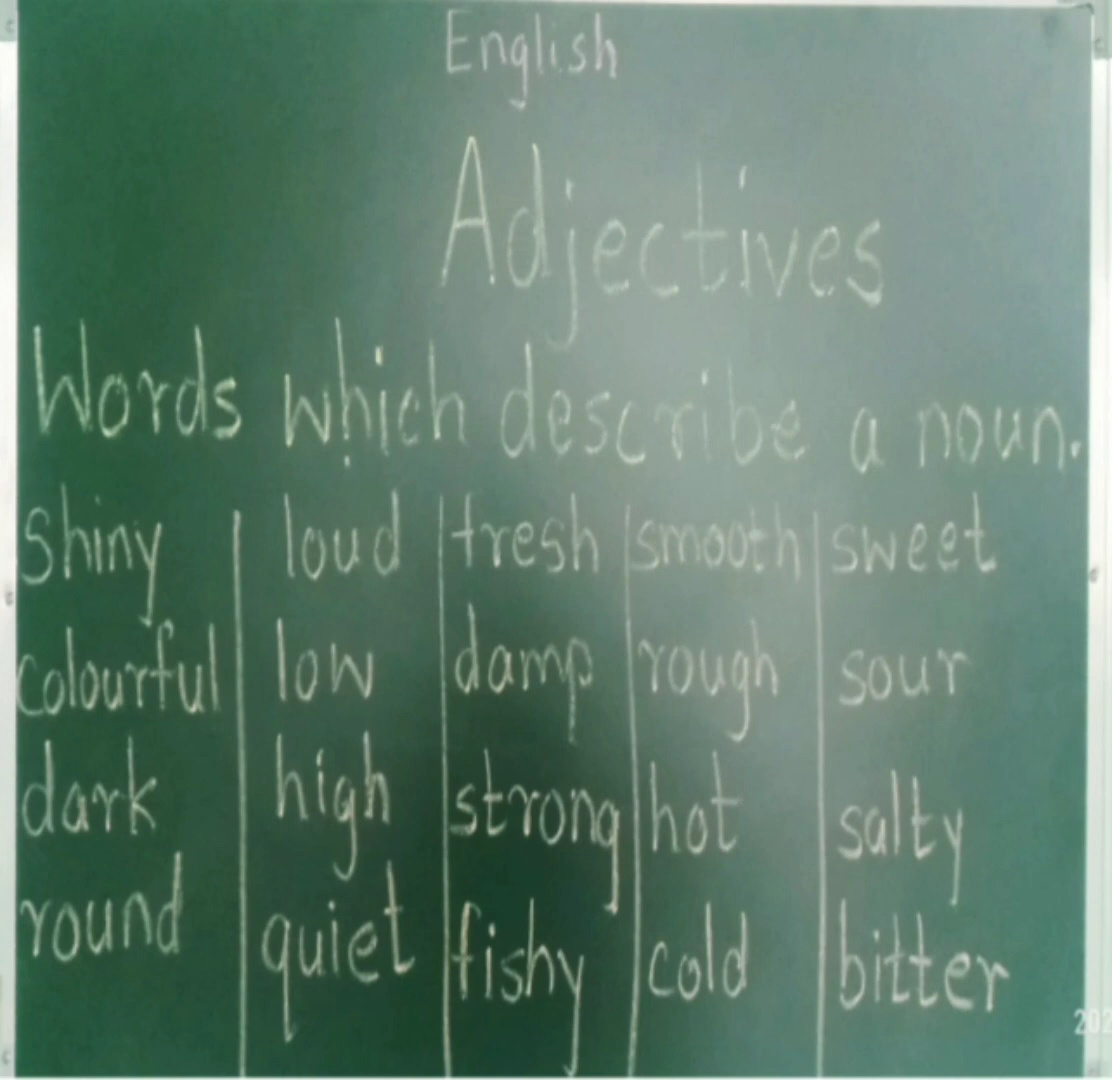 English
Adjectives
Words which describe a noun.
Shiny loud fresh smooth sweet
colourful low damp rough sour
dark high strong hot salty
round quiet fishy cold bitter